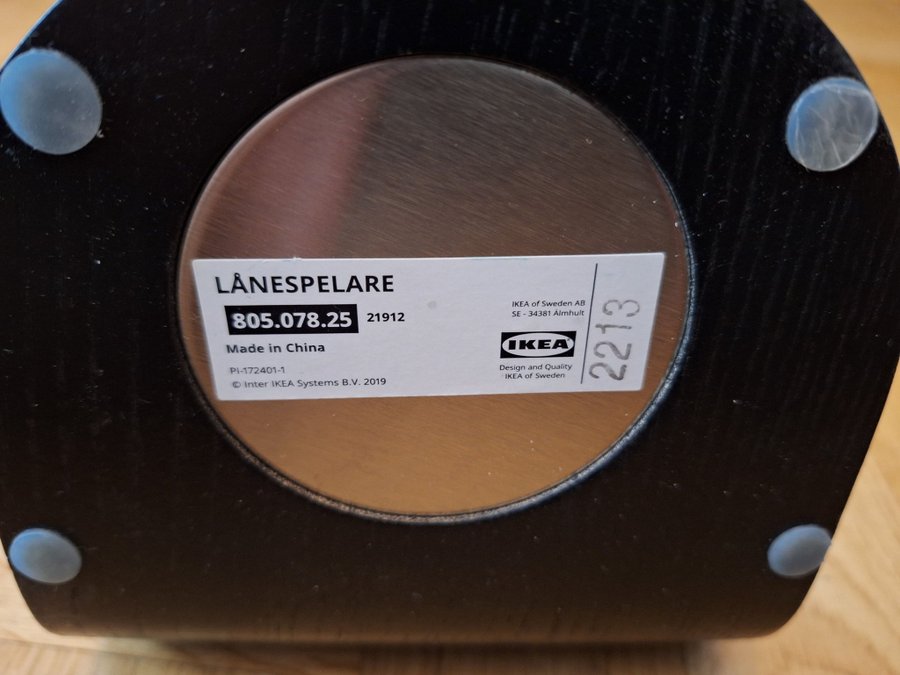 LÅNESPELARE
805.078.25 21912
Made in China
PI-172401-1
© Inter IKEA Systems B.V. 2019
IKEA of Sweden AB
SE - 34381 Älmhult
IKEA
Design and Quality
IKEA of Sweden
2213